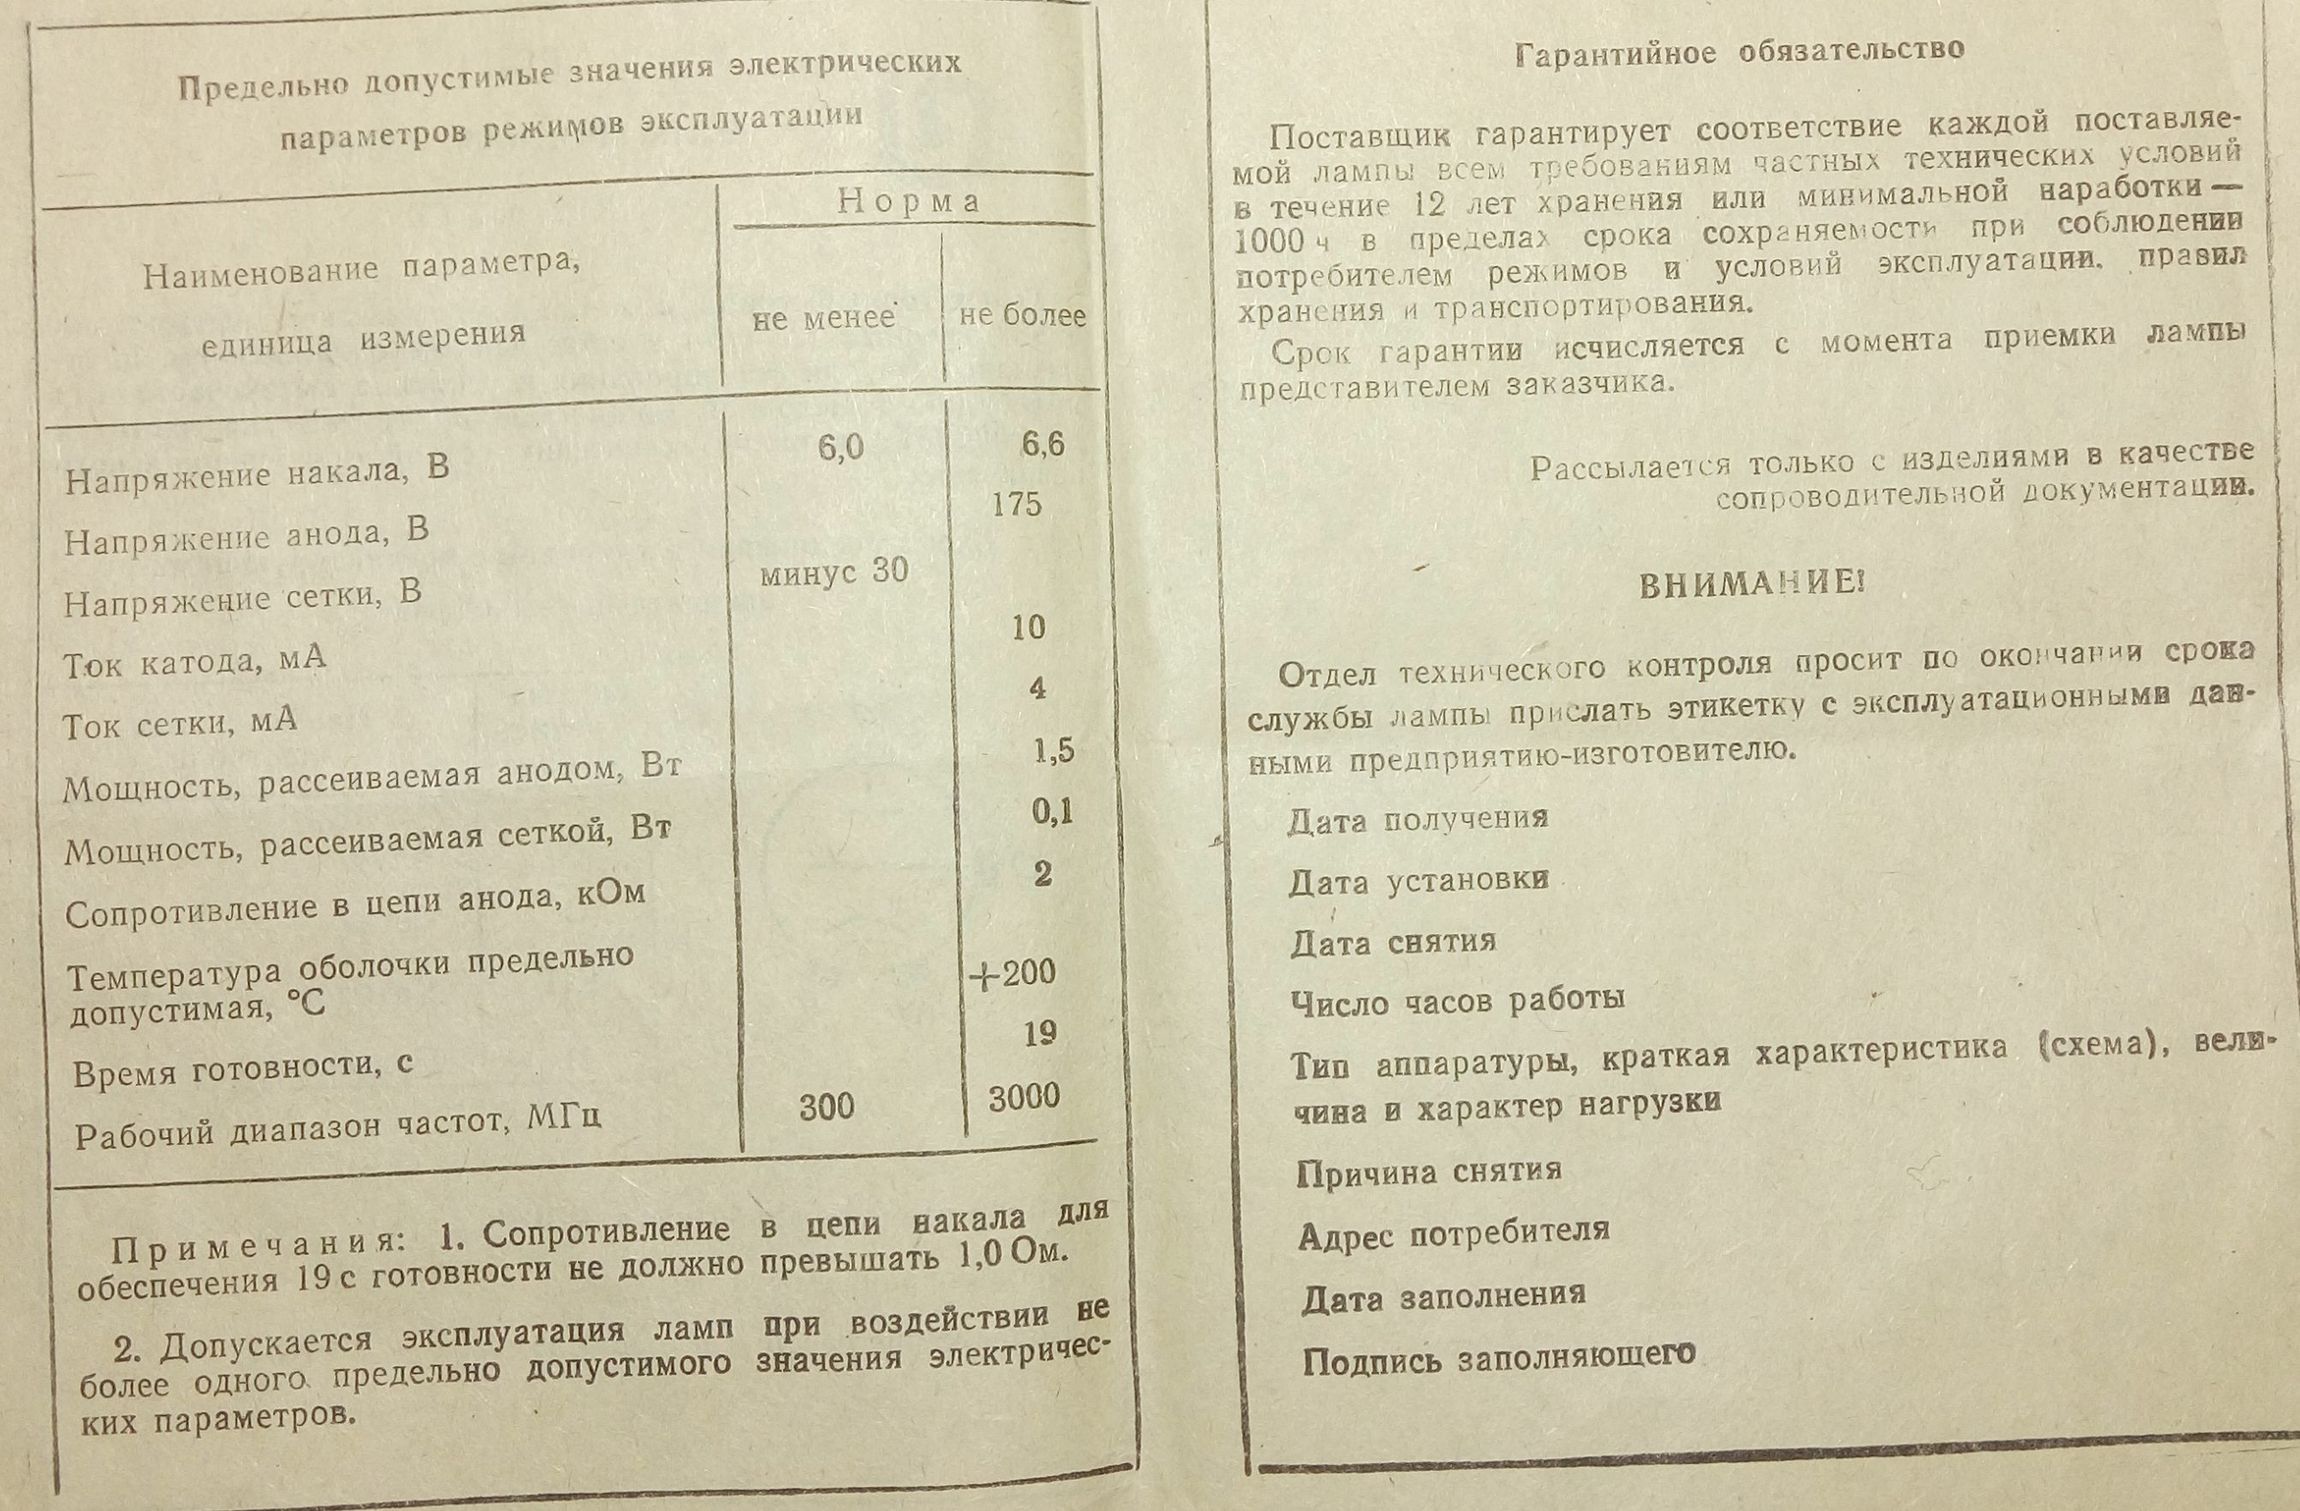 Предельно допустимые значения электрических
параметров режимов эксплуатации
Наименование параметра,
единица измерения
Норма
не менее
не более
Напряжение накала, В 6,0 6,6
Напряжение анода, В 175
Напряжение сетки, В минус 30
Ток катода, мА 10
Ток сетки, мА 4
Мощность, рассеиваемая анодом, Вт 1,5
Мощность, рассеиваемая сеткой, Вт 0,1
Сопротивление в цепи анода, кОм 2
Температура оболочки предельно
допустимая, °С +200
Время готовности, с 19
Рабочий диапазон частот, МГц 300 3000
Примечания: 1. Сопротивление в цепи накала для
обеспечения 19 с готовности не должно превышать 1,0 Ом.
2. Допускается эксплуатация ламп при воздействии не
более одного предельно допустимого значения электричес-
ких параметров.
Гарантийное обязательство
Поставщик гарантирует соответствие каждой поставляе-
мой лампы всем требованиям частных технических условий
в течение 12 лет хранения или минимальной наработки —
1000 ч в пределах срока сохраняемости при соблюдении
потребителем режимов и условий эксплуатации, правил
хранения и транспортирования.
Срок гарантии исчисляется с момента приемки лампы
представителем заказчика.
Рассылается только с изделиями в качестве
сопроводительной документации.
ВНИМАНИЕ!
Отдел технического контроля просит по окончании срока
службы лампы прислать этикетку с эксплуатационными дан-
ными предприятию-изготовителю.
Дата получения
Дата установки
Дата снятия
Число часов работы
Тип аппаратуры, краткая характеристика (схема), вели-
чина и характер нагрузки
Причина снятия
Адрес потребителя
Дата заполнения
Подпись заполняющего